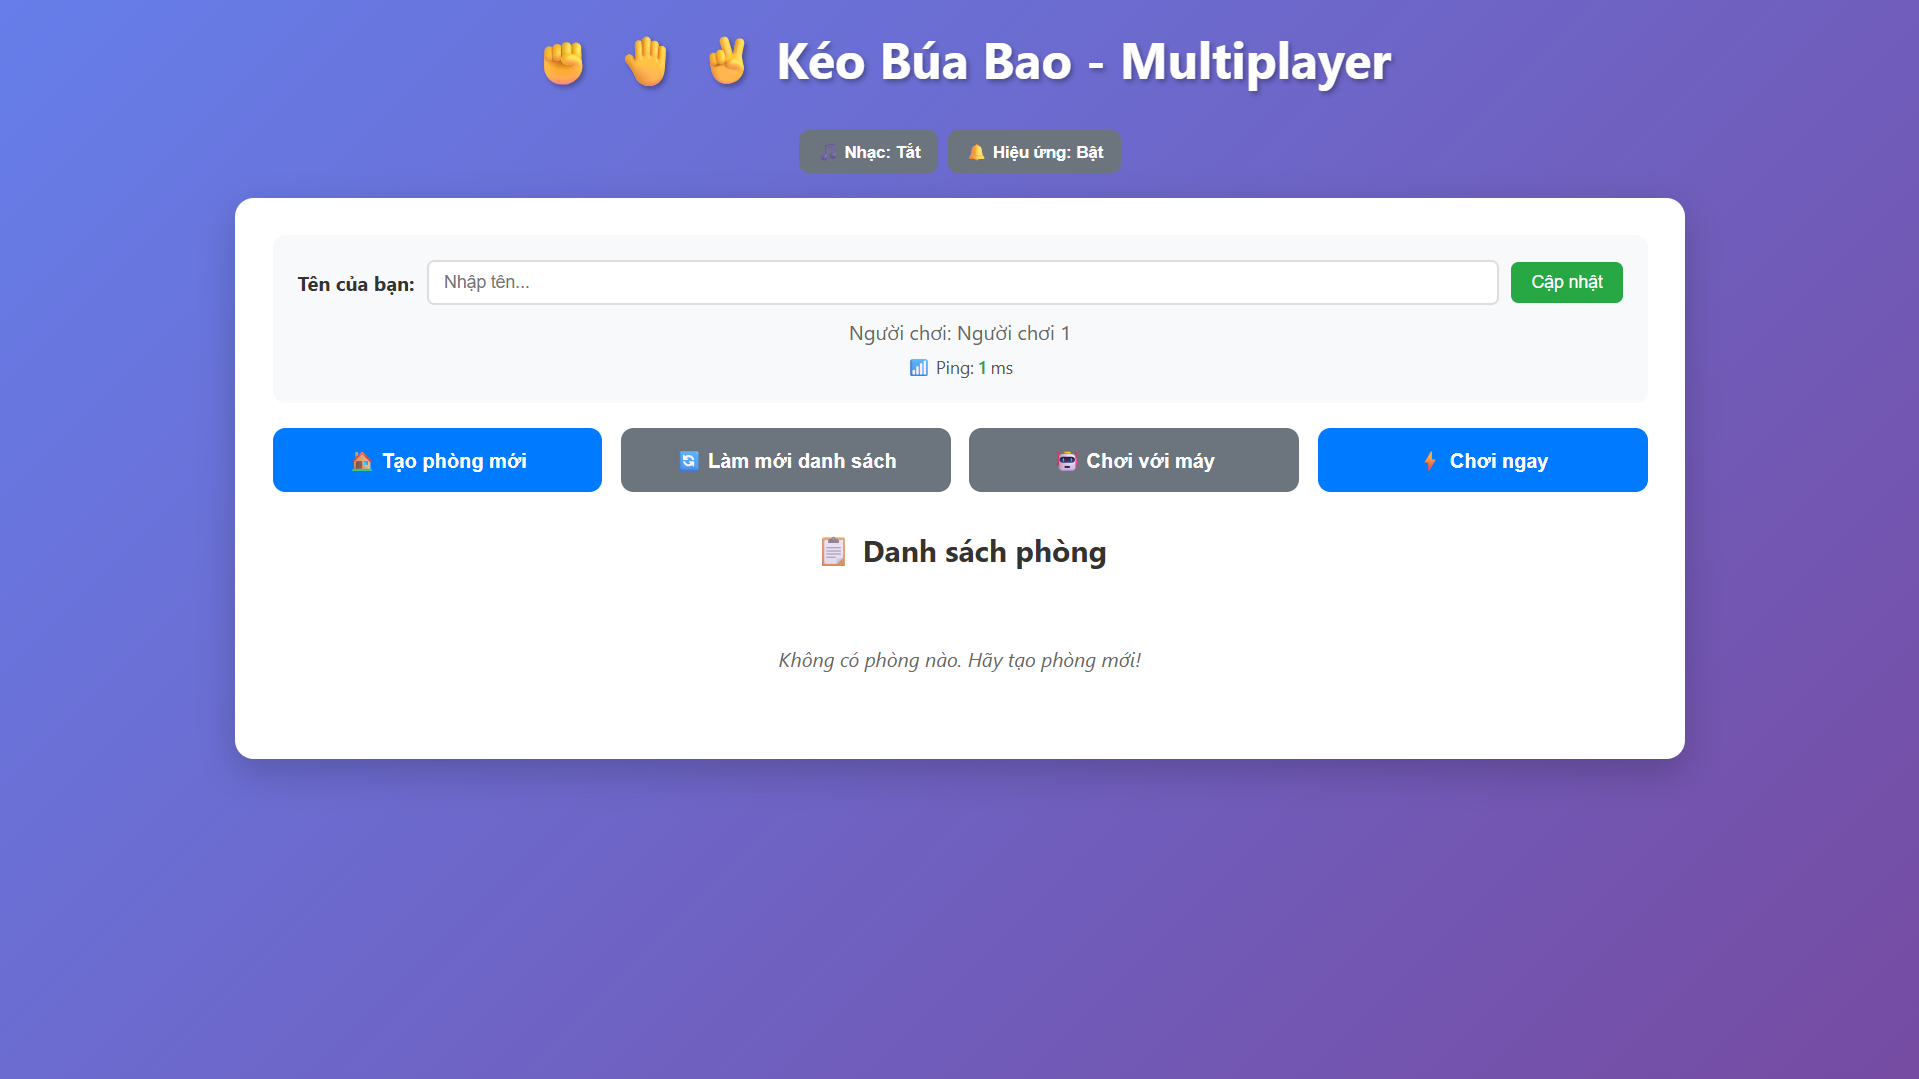 ✊ 🤚 ✌ Kéo Búa Bao - Multiplayer
🎵 Nhạc: Tắt
🔔 Hiệu ứng: Bật
Tên của bạn:
Nhập tên...
Cập nhật
Người chơi: Người chơi 1
📊 Ping: 1 ms
🏠 Tạo phòng mới
🔄 Làm mới danh sách
🤖 Chơi với máy
⚡ Chơi ngay
📋 Danh sách phòng
Không có phòng nào. Hãy tạo phòng mới!